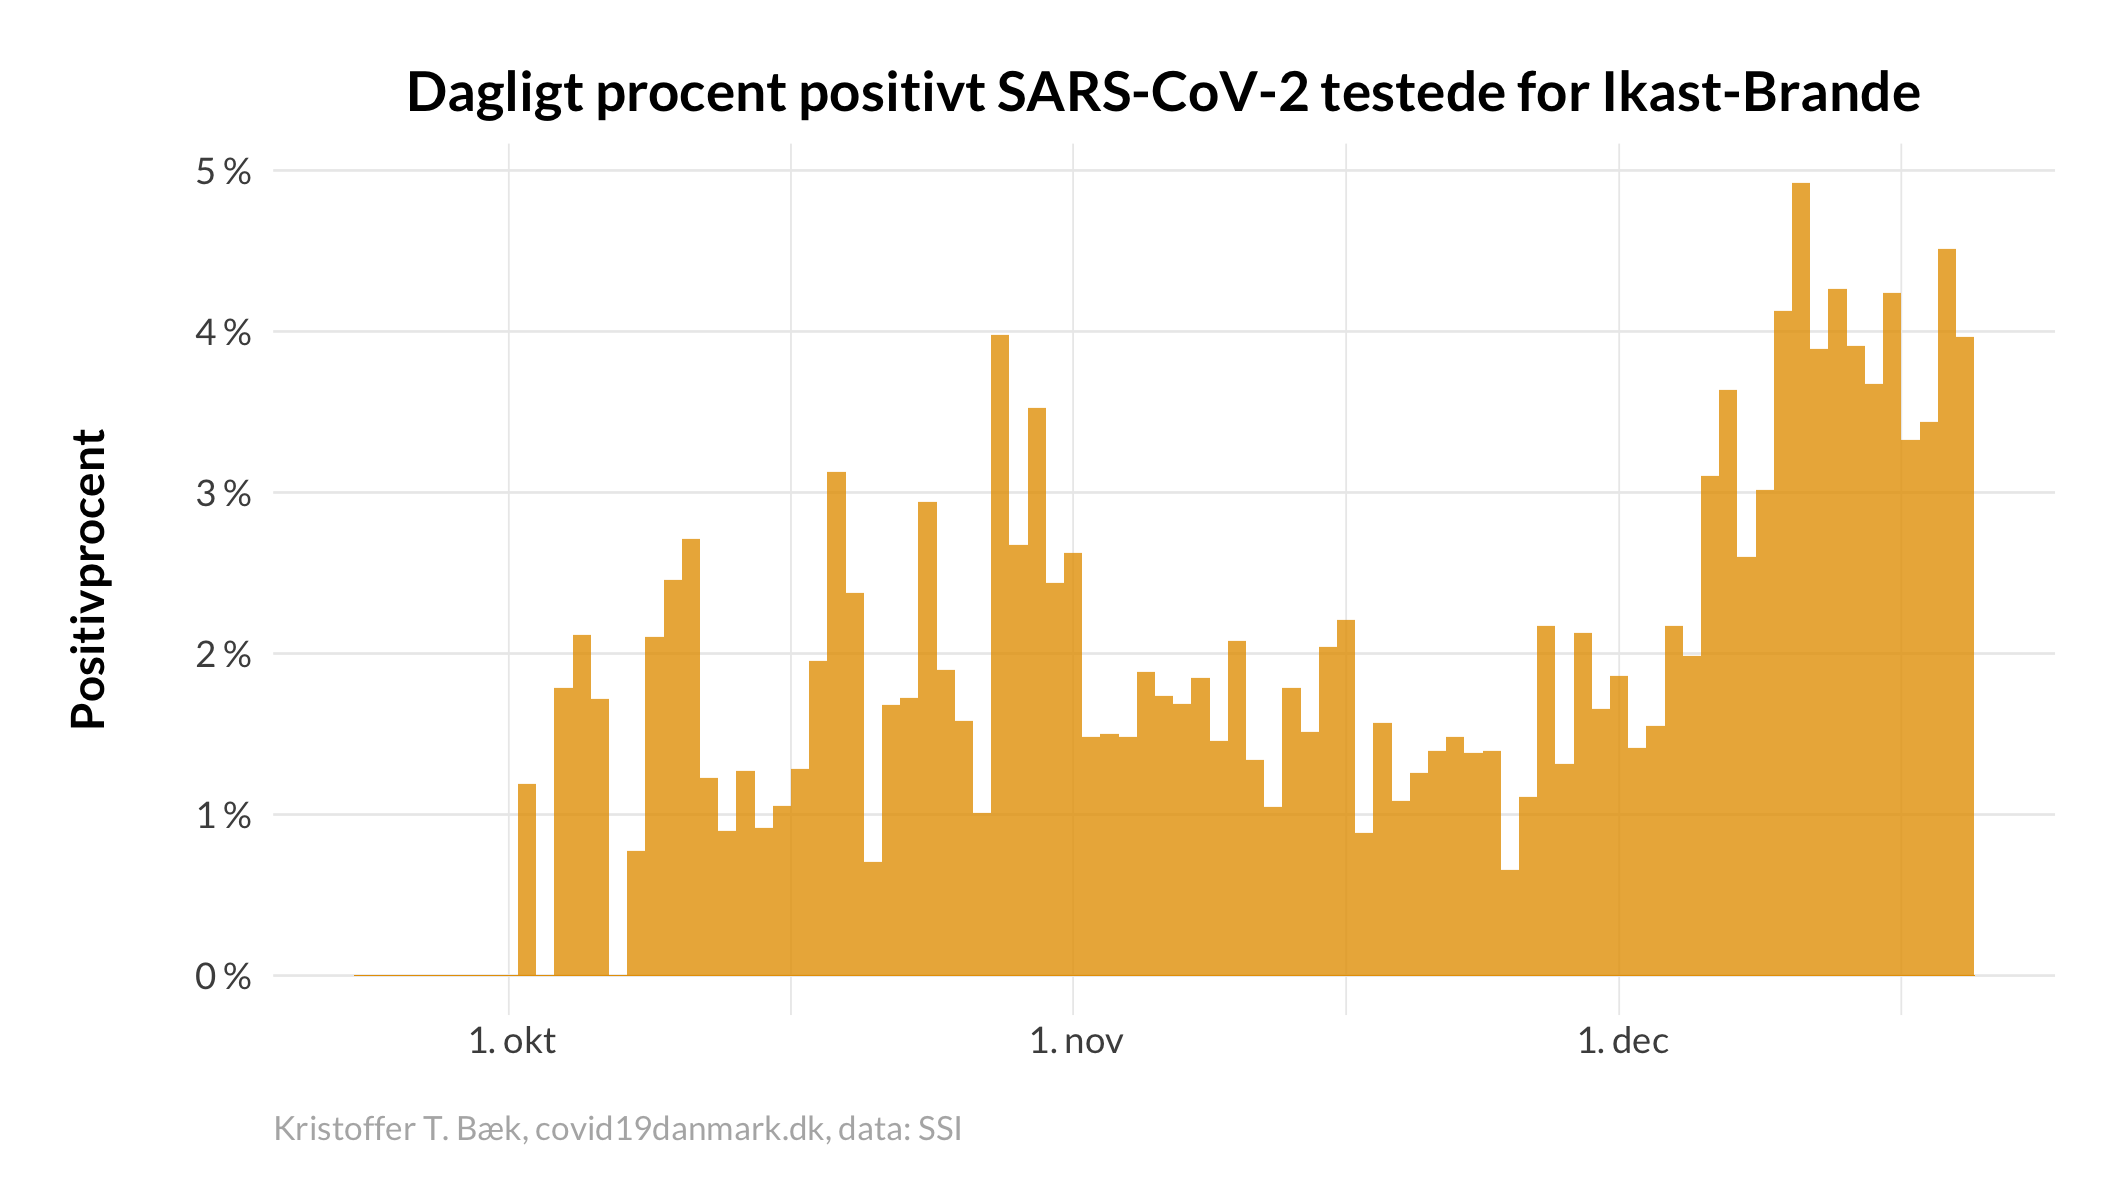 Dagligt procent positivt SARS-CoV-2 testede for Ikast-Brande
Positivprocent
5 %
4 %
3 %
2 %
1 %
0 %
1. okt
1. nov
1. dec
Kristoffer T. Bæk, covid19danmark.dk, data: SSI